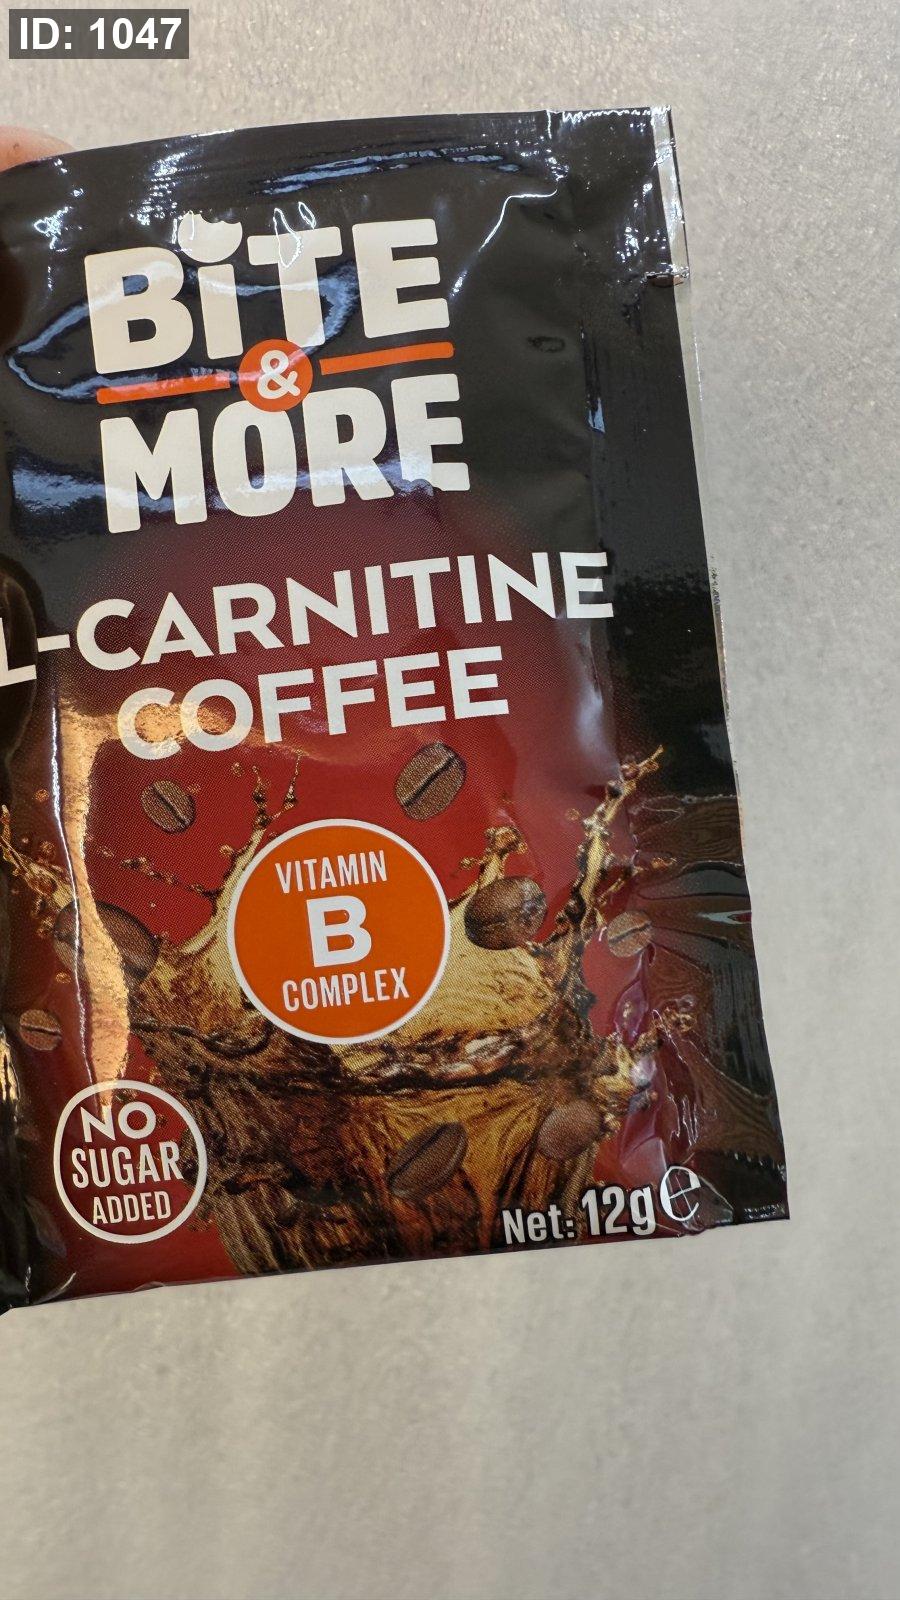 ID: 1047
BiTE
&
MORE
L-CARNITINE
COFFEE
VITAMIN
B
COMPLEX
NO
SUGAR
ADDED
Net: 12g ℮